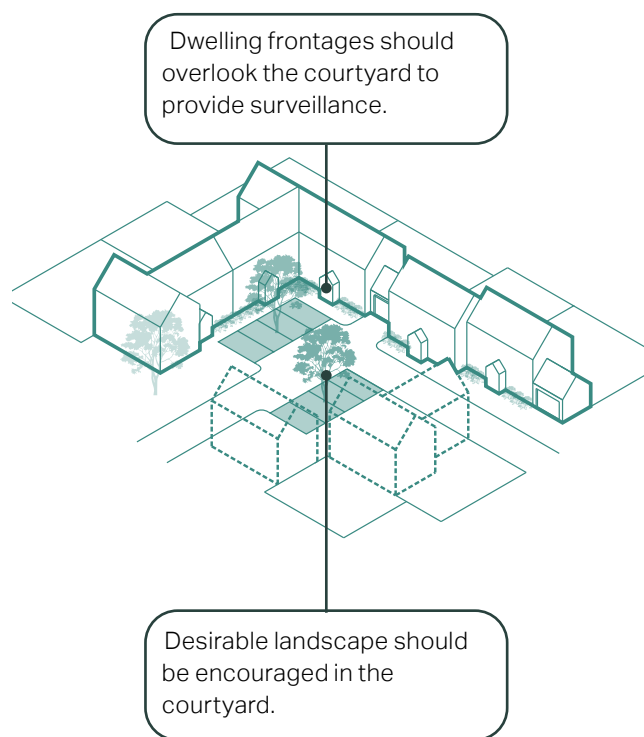 Dwelling frontages should
overlook the courtyard to
provide surveillance.
Desirable landscape should
be encouraged in the
courtyard.